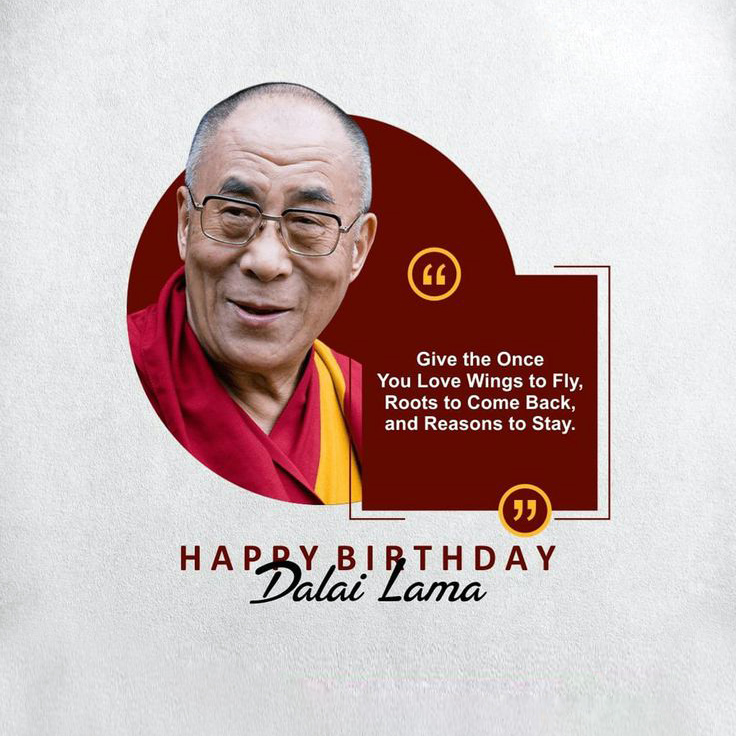 Give the Once
You Love Wings to Fly,
Roots to Come Back,
and Reasons to Stay.
HAPPY BIRTHDAY
Dalai Lama